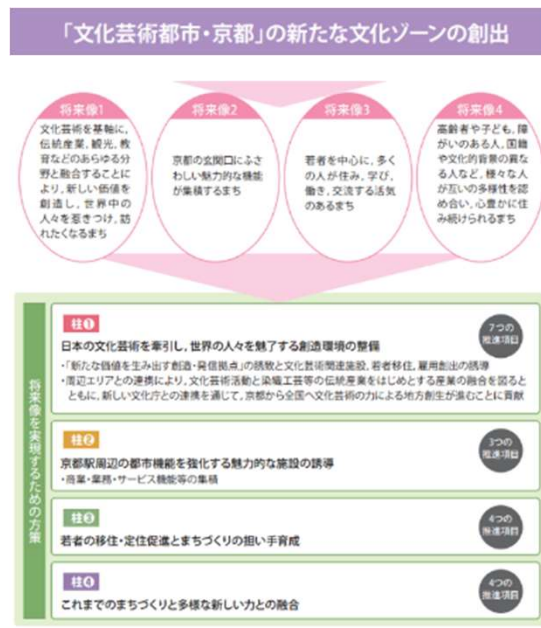 「文化芸術都市・京都」の新たな文化ゾーンの創出
将来像1
文化芸術を基軸に,
伝統産業, 観光, 教
育などのあらゆる分
野と融合することに
より, 新しい価値を
創造し, 世界中の
人々を惹きつけ, 訪
れたくなるまち
将来像2
京都の玄関口にふさ
わしい魅力的な機能
が集積するまち
将来像3
若者を中心に, 多く
の人が住み, 学び,
働き, 交流する活気
のあるまち
将来像4
高齢者や子ども, 障
がいのある人, 国籍
や文化的背景の異な
る人など, 様々な人
が互いの多様性を認
め合い, 心豊かに住
み続けられるまち
将来像を実現するための方策
柱❶
7つの
推進項目
日本の文化芸術を牽引し, 世界の人々を魅了する創造環境の整備
・「新たな価値を生み出す創造・発信拠点」の誘致と文化芸術関連施設, 若者移住, 雇用創出の誘導
・周辺エリアとの連携により, 文化芸術活動と染織工芸等の伝統産業をはじめとする産業の融合を図ると
ともに, 新しい文化庁との連携を通じて, 京都から全国へ文化芸術の力による地方創生が進むことに貢献
柱❷
3つの
推進項目
京都駅周辺の都市機能を強化する魅力的な施設の誘導
・商業・業務・サービス機能等の集積
柱❸
4つの
推進項目
若者の移住・定住促進とまちづくりの担い手育成
柱❹
4つの
推進項目
これまでのまちづくりと多様な新しい力との融合